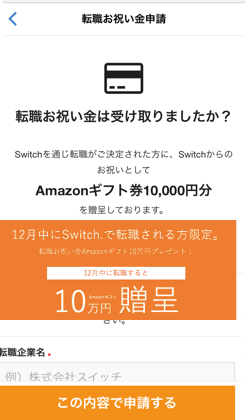 転職お祝い金申請
転職お祝い金は受け取りましたか？
Switchを通じ転職がご決定された方に、Switchからの
お祝いとして
Amazonギフト券10,000円分
を贈呈しております。
12月中にSwitch.で転職される方限定。
転職お祝い金Amazonギフト10万円プレゼント！
12月中に転職すると
10万円 Amazonギフト 贈呈
さい。
転職企業名
例）株式会社スイッチ
この内容で申請する